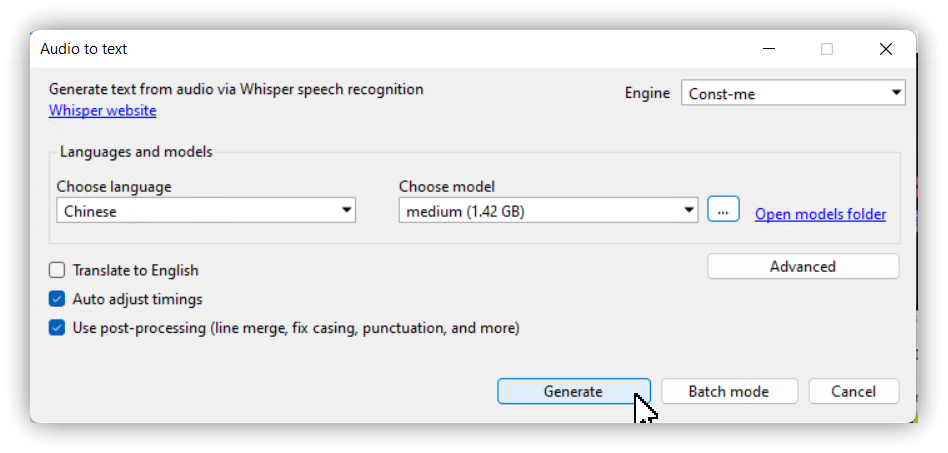 Audio to text
Generate text from audio via Whisper speech recognition
Whisper website
Engine
Const-me
Languages and models
Choose language
Chinese
Choose model
medium (1.42 GB)
...
Open models folder
Translate to English
Advanced
Auto adjust timings
Use post-processing (line merge, fix casing, punctuation, and more)
Generate
Batch mode
Cancel